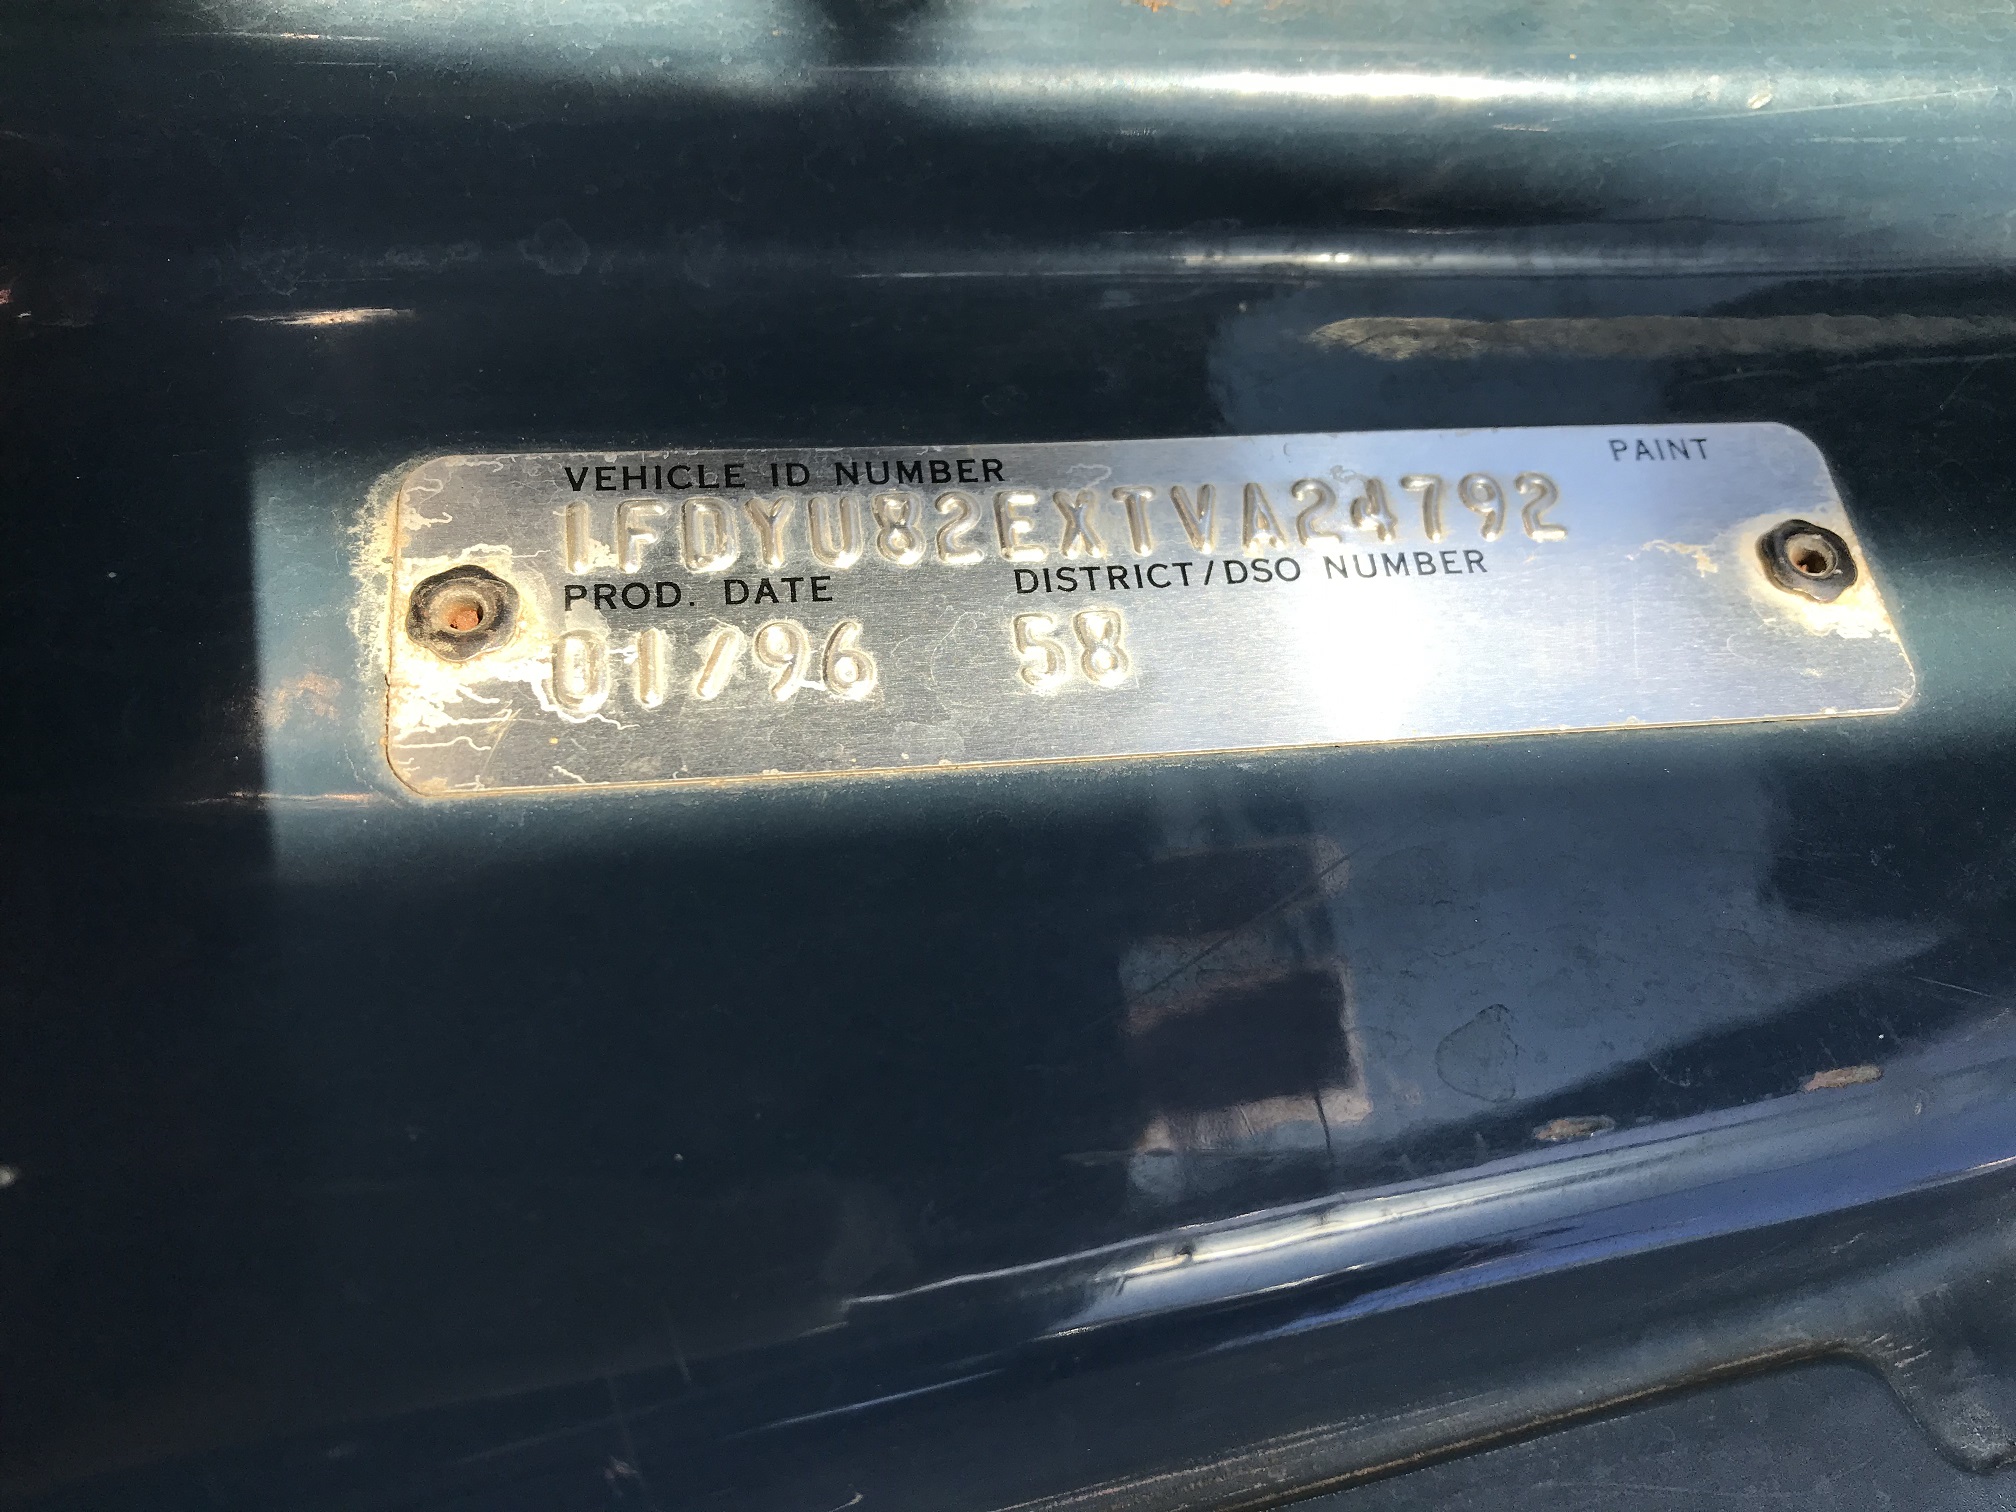 PAINT
VEHICLE ID NUMBER
1FDYU82EXTVA24792
PROD. DATE DISTRICT/DSO NUMBER
01/96 58